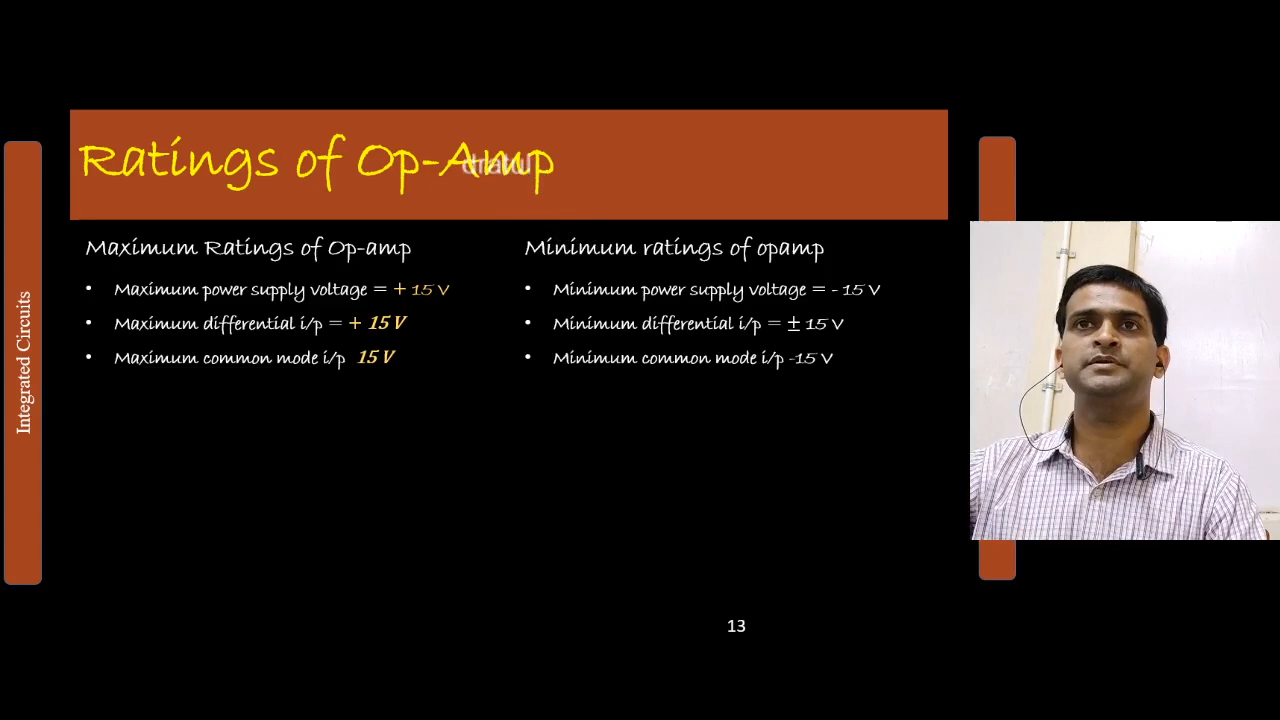 Integrated Circuits
Ratings of Op-Amp
Maximum Ratings of Op-amp
• Maximum power supply voltage = + 15 V
• Maximum differential i/p = + 15 V
• Maximum common mode i/p 15 V
Minimum ratings of opamp
• Minimum power supply voltage = - 15 V
• Minimum differential i/p = ± 15 V
• Minimum common mode i/p -15 V
13